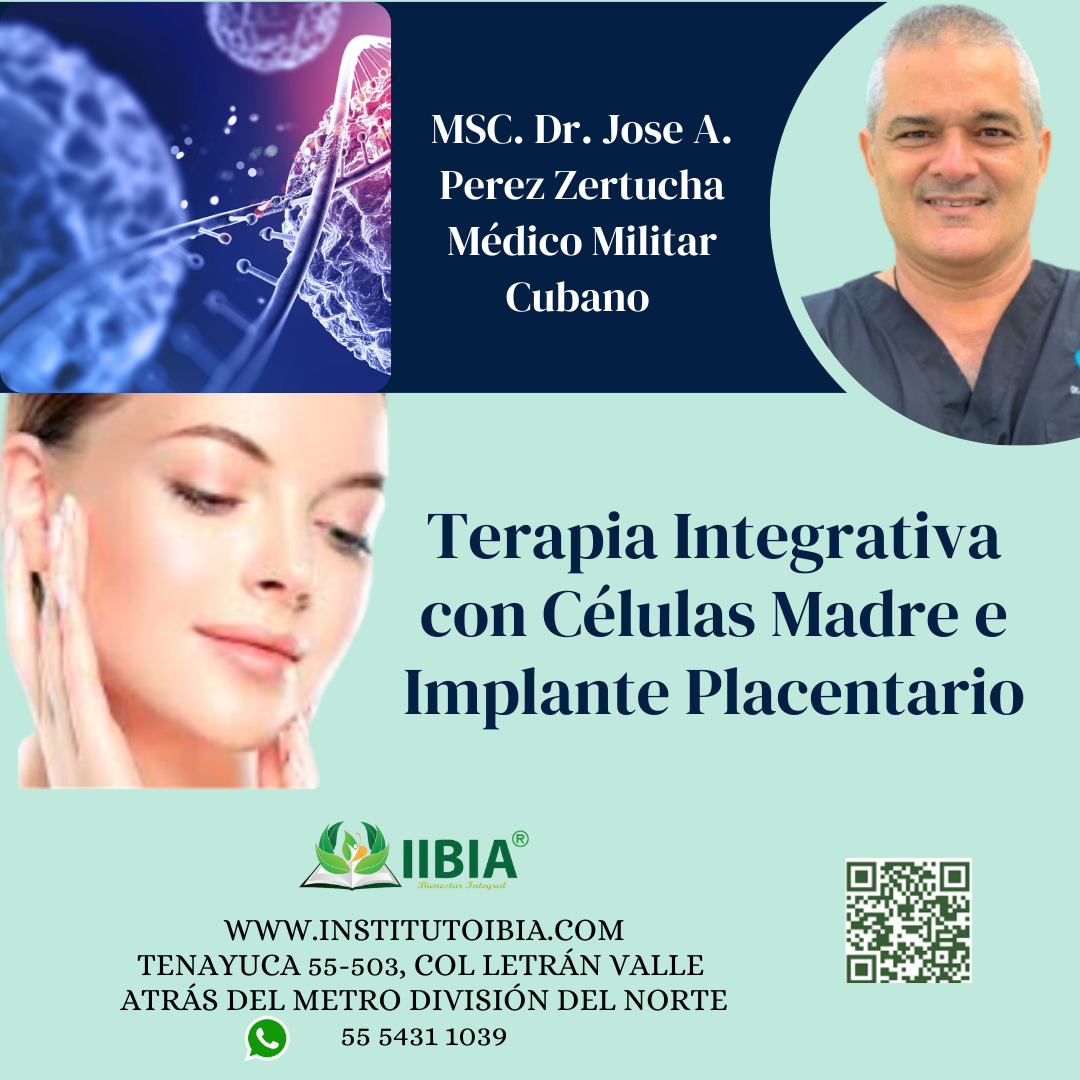 MSC. Dr. Jose A.
Perez Zertucha
Médico Militar
Cubano
Terapia Integrativa
con Células Madre e
Implante Placentario
IIBIA®
Bienestar Integral
WWW.INSTITUTOIBIA.COM
TENAYUCA 55-503, COL LETRÁN VALLE
ATRÁS DEL METRO DIVISIÓN DEL NORTE
55 5431 1039